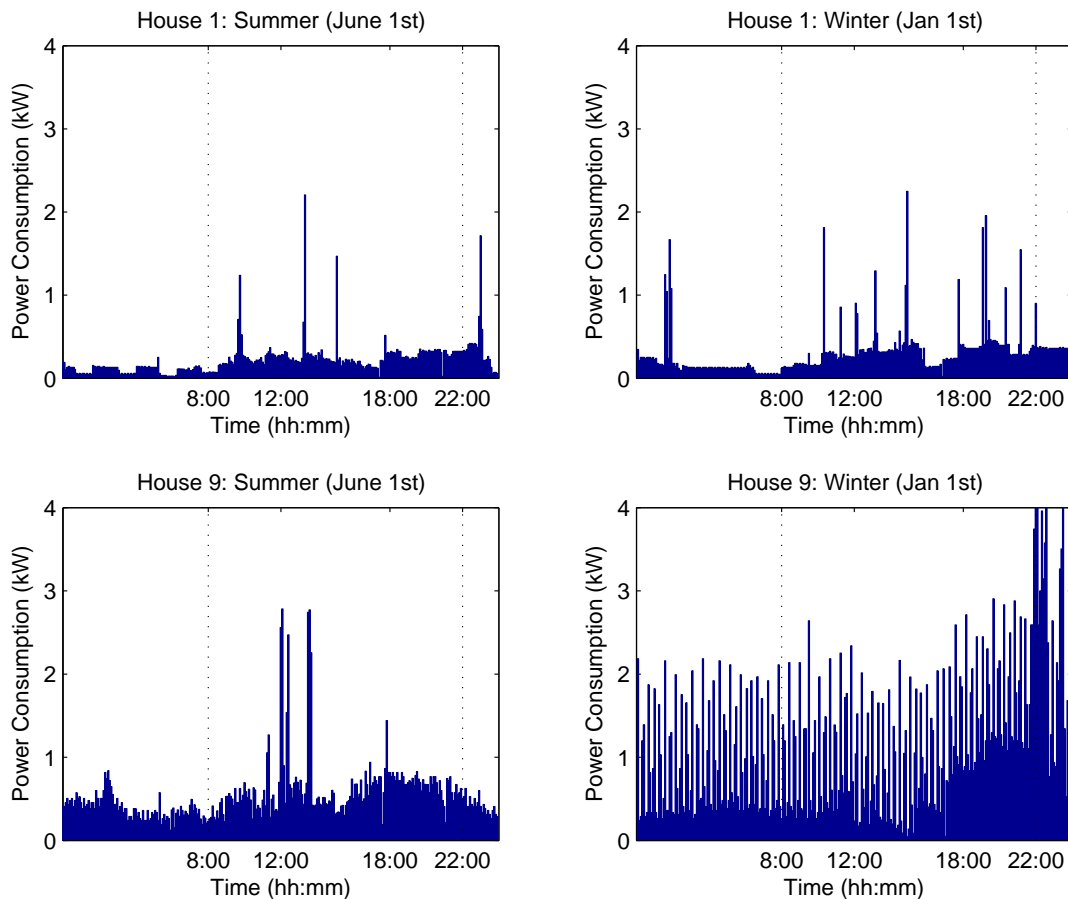 House 1: Summer (June 1st)
4
3
2
1
0
Power Consumption (kW)
8:00 12:00 18:00 22:00
Time (hh:mm)
House 1: Winter (Jan 1st)
4
3
2
1
0
Power Consumption (kW)
8:00 12:00 18:00 22:00
Time (hh:mm)
House 9: Summer (June 1st)
4
3
2
1
0
Power Consumption (kW)
8:00 12:00 18:00 22:00
Time (hh:mm)
House 9: Winter (Jan 1st)
4
3
2
1
0
Power Consumption (kW)
8:00 12:00 18:00 22:00
Time (hh:mm)